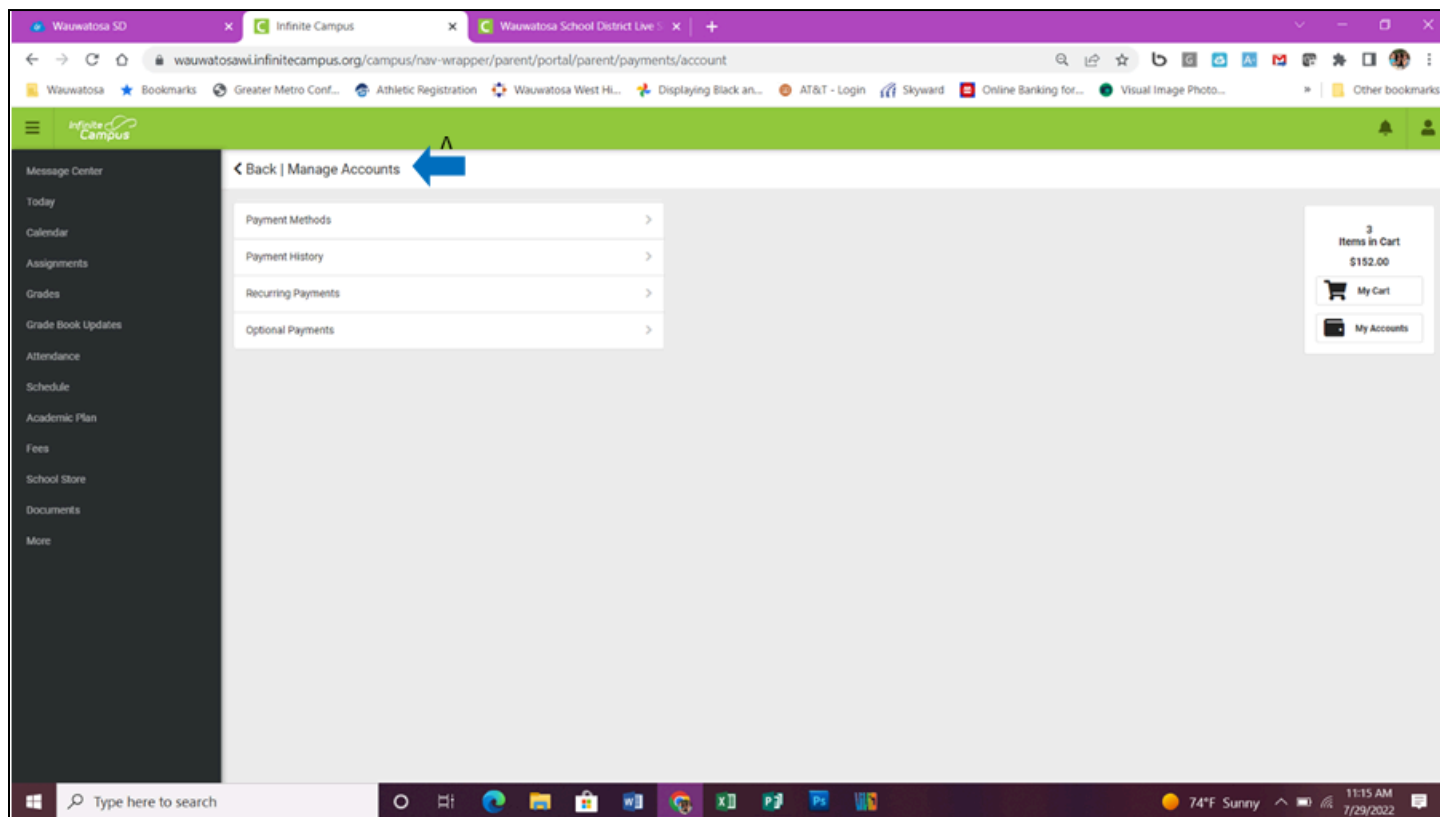 Wauwatosa SD
Infinite Campus
Wauwatosa School District Live S
wauwatosawi.infinitecampus.org/campus/nav-wrapper/parent/portal/parent/payments/account
Wauwatosa Bookmarks Greater Metro Conf... Athletic Registration Wauwatosa West Hi... Displaying Black an... AT&T - Login Skyward Online Banking for... Visual Image Photo... » Other bookmarks
Infinite Campus
^
Back | Manage Accounts
Message Center
Today
Calendar
Assignments
Grades
Grade Book Updates
Attendance
Schedule
Academic Plan
Fees
School Store
Documents
More
Payment Methods
Payment History
Recurring Payments
Optional Payments
3
Items in Cart
$152.00
My Cart
My Accounts
Type here to search
74°F Sunny
11:15 AM
7/29/2022